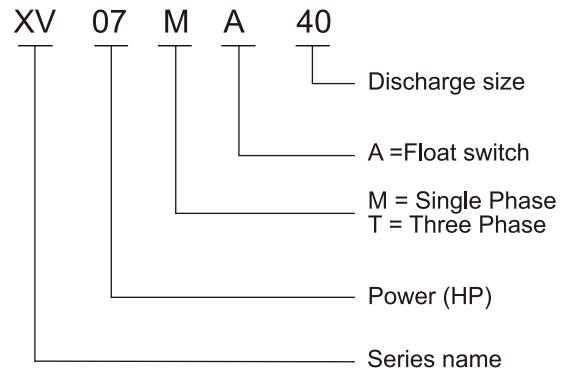 XV 07 M A 40
Discharge size
A =Float switch
M = Single Phase
T = Three Phase
Power (HP)
Series name